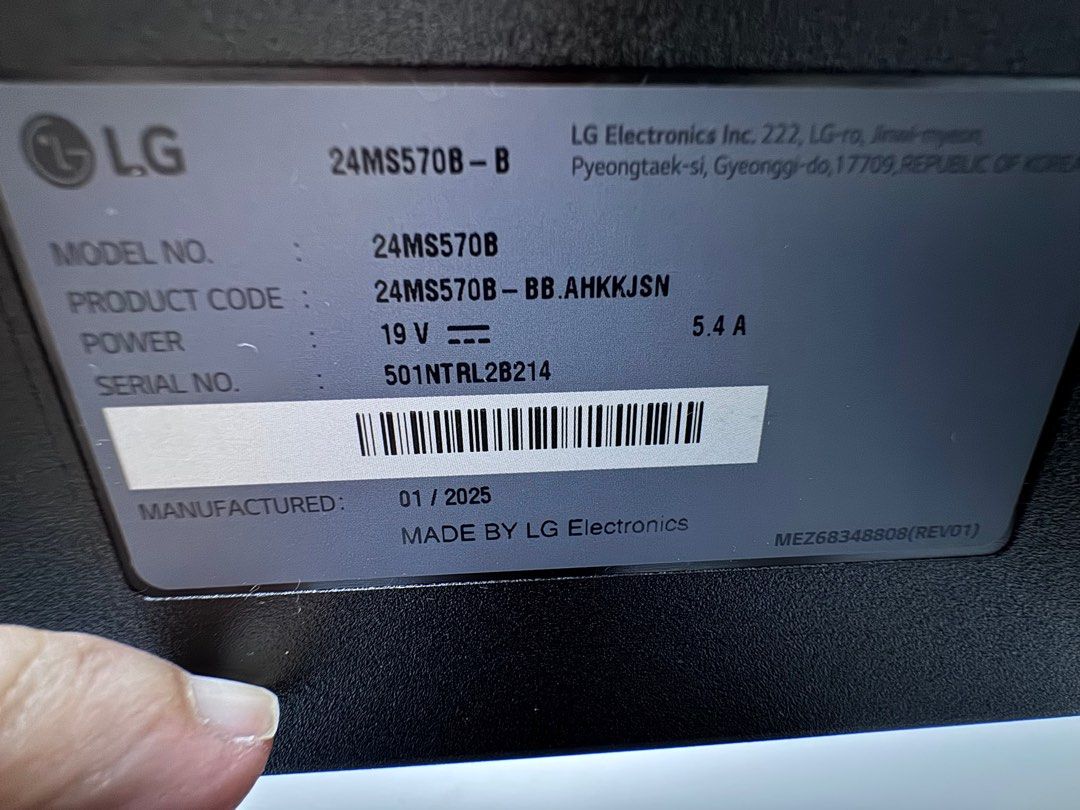 LG
24MS570B-B
LG Electronics Inc. 222, LG-ro, Jinwi-myeon,
Pyeongtaek-si, Gyeonggi-do,17709,REPUBLIC OF KOREA
MODEL NO. : 24MS570B
PRODUCT CODE : 24MS570B-BB.AHKKJSN
POWER : 19 V 5.4 A
SERIAL NO. : 501NTRL2B214
MANUFACTURED: 01 / 2025
MADE BY LG Electronics
MEZ68348808(REV01)